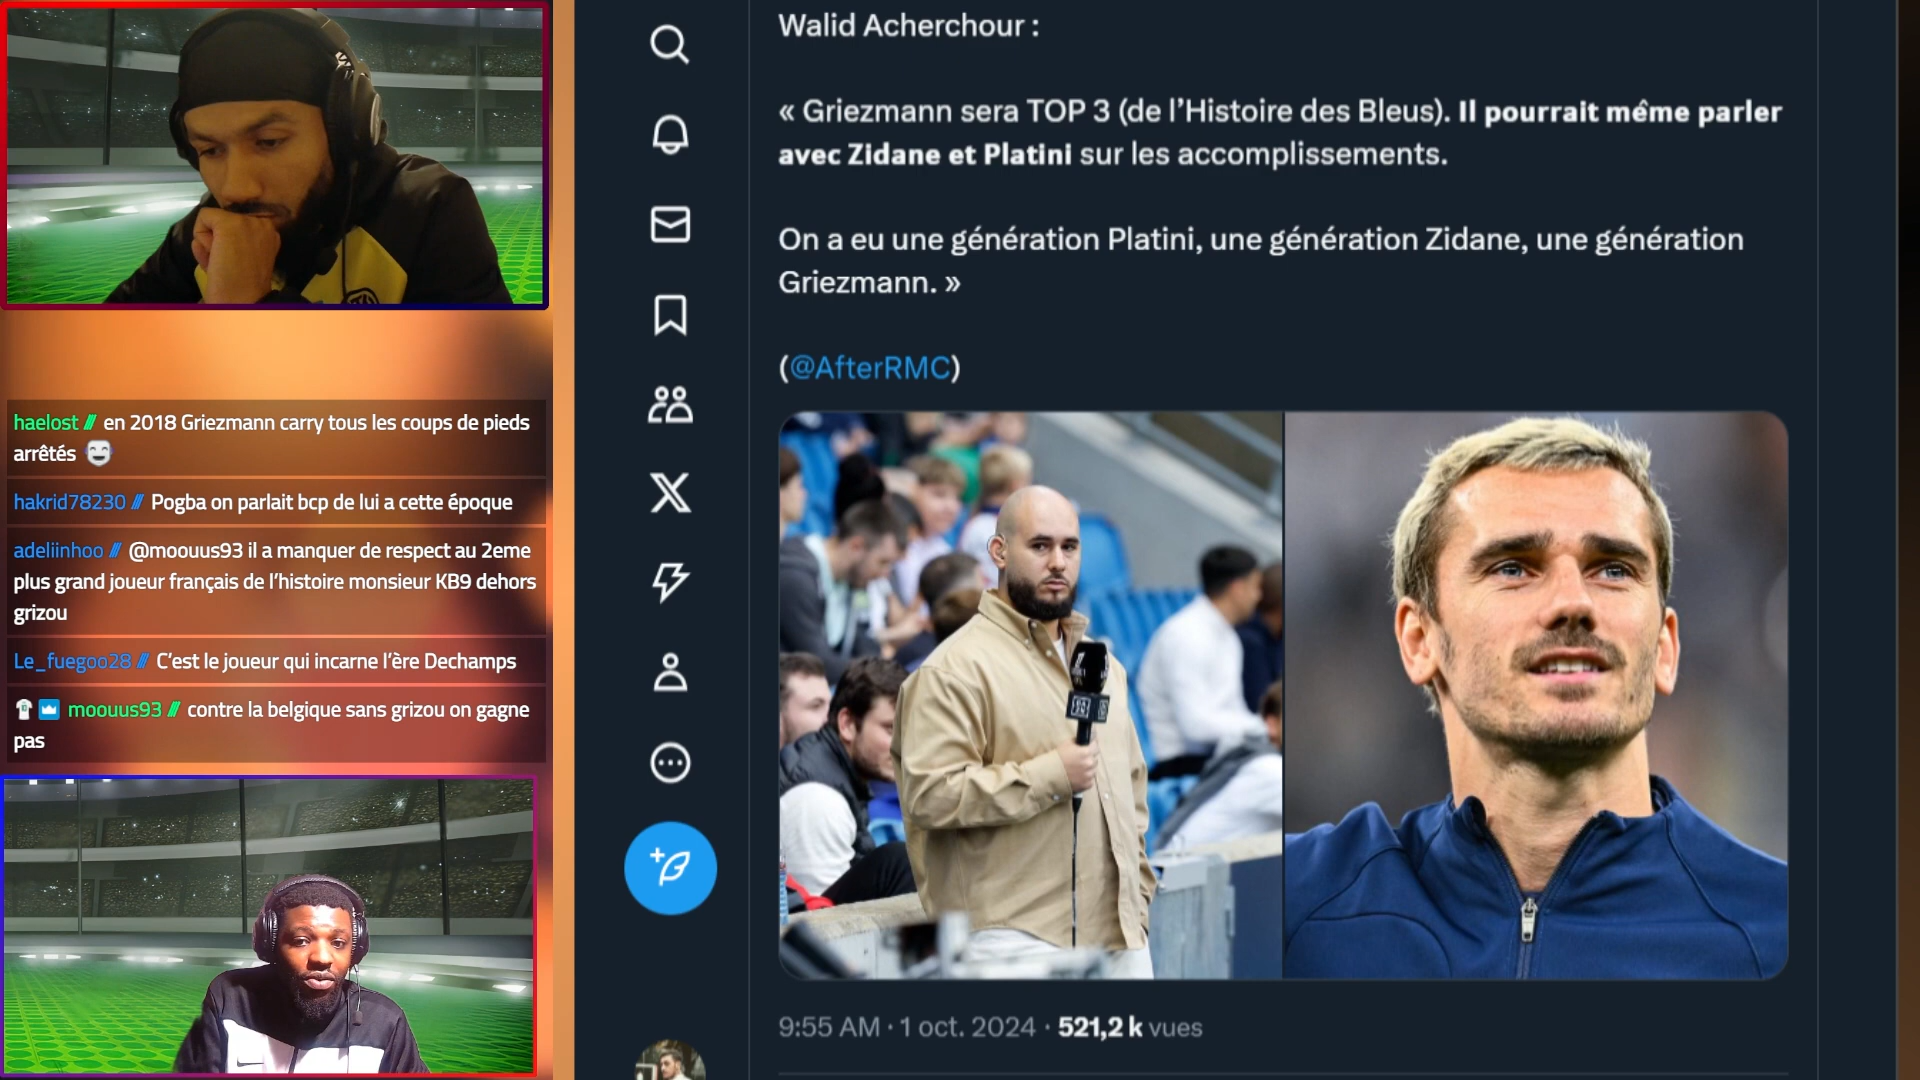 Walid Acherchour :
« Griezmann sera TOP 3 (de l’Histoire des Bleus). Il pourrait même parler
avec Zidane et Platini sur les accomplissements.
On a eu une génération Platini, une génération Zidane, une génération
Griezmann. »
(@AfterRMC)
9:55 AM · 1 oct. 2024 · 521,2 k vues
haelost // en 2018 Griezmann carry tous les coups de pieds
arrêtés
hakrid78230 // Pogba on parlait bcp de lui a cette époque
adeliinhoo // @moouus93 il a manquer de respect au 2eme
plus grand joueur français de l’histoire monsieur KB9 dehors
grizou
Le_fuegoo28 // C’est le joueur qui incarne l’ère Dechamps
moouus93 // contre la belgique sans grizou on gagne
pas